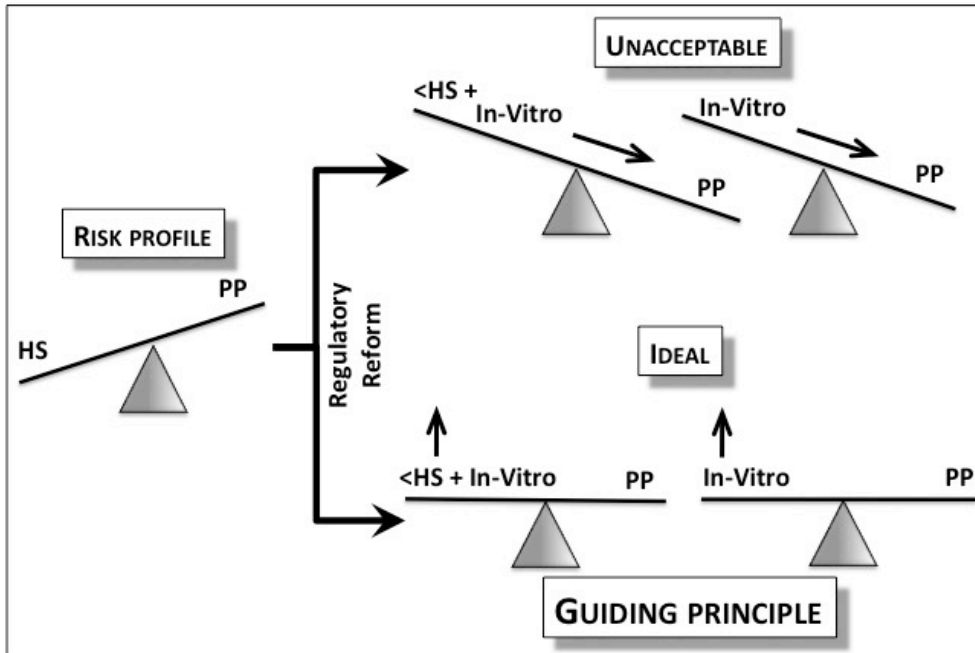 RISK PROFILE
PP
HS
Regulatory
Reform
UNACCEPTABLE
<HS +
In-Vitro
PP
In-Vitro
PP
IDEAL
<HS + In-Vitro
PP
In-Vitro
PP
GUIDING PRINCIPLE